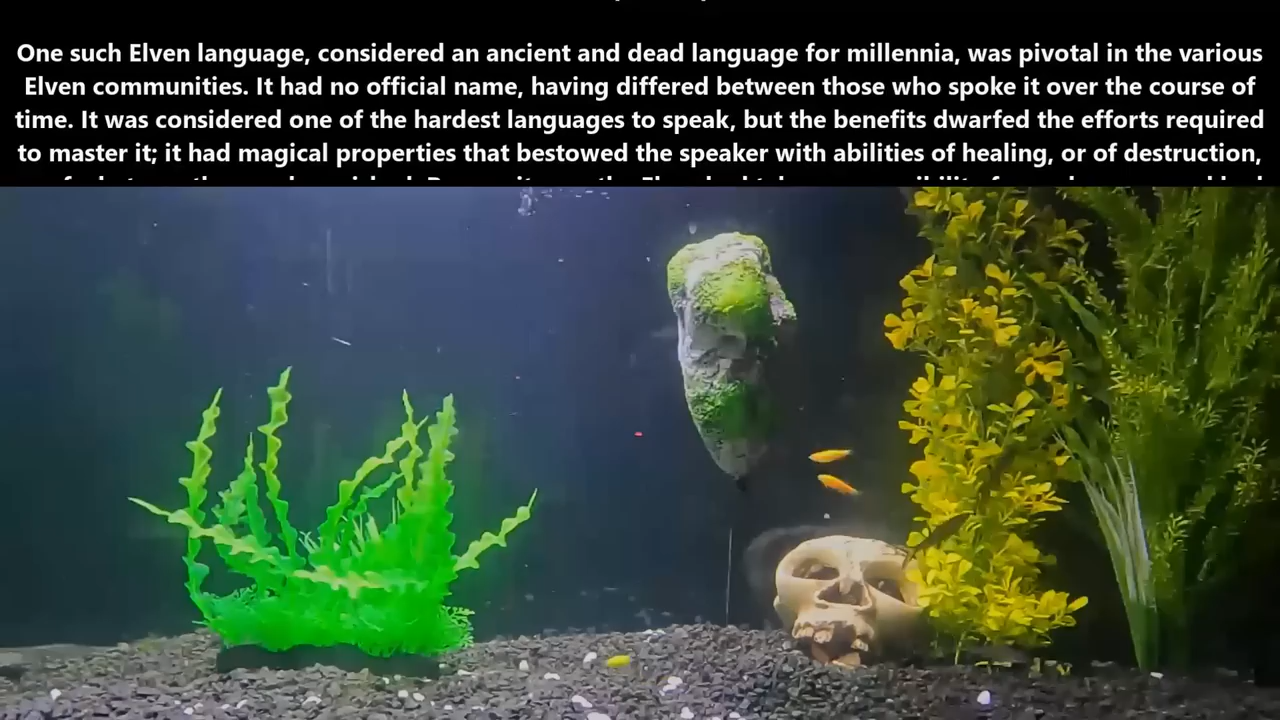 One such Elven language, considered an ancient and dead language for millennia, was pivotal in the various
Elven communities. It had no official name, having differed between those who spoke it over the course of
time. It was considered one of the hardest languages to speak, but the benefits dwarfed the efforts required
to master it; it had magical properties that bestowed the speaker with abilities of healing, or of destruction,